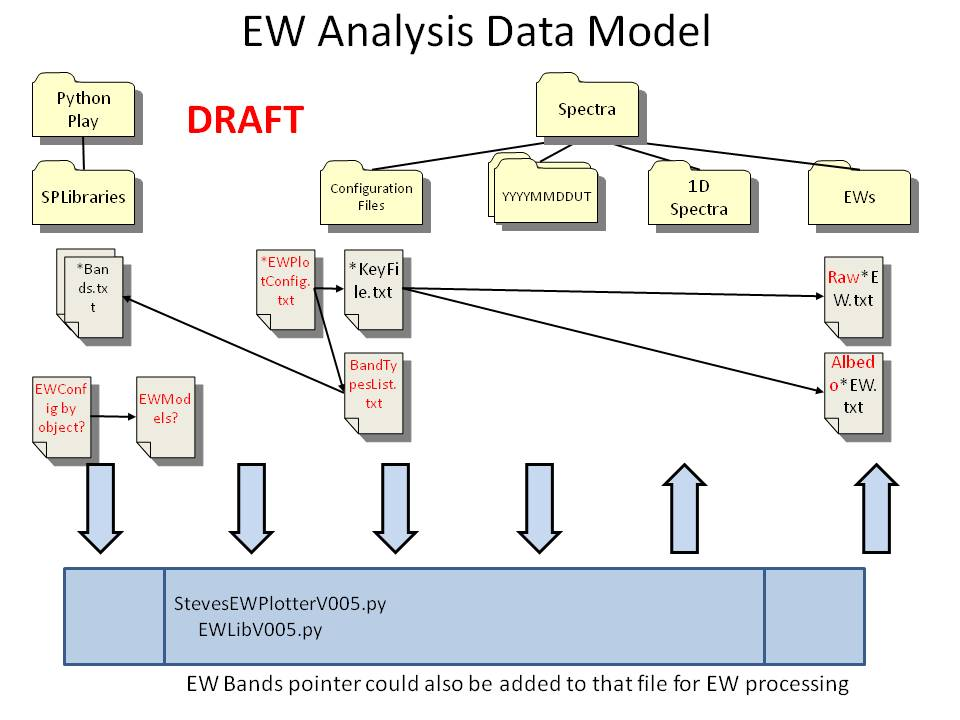 EW Analysis Data Model
Python
Play
DRAFT
Spectra
SPLibraries
Configuration
Files
YYYYMMDDUT
1D
Spectra
EWs
*Ban
ds.tx
t
*EWPlo
tConfig.
txt
*KeyFi
le.txt
Raw*E
W.txt
BandTy
pesList.
txt
Albed
o*EW.
txt
EWConf
ig by
object?
EWMod
els?
StevesEWPlotterV005.py
EWLibV005.py
EW Bands pointer could also be added to that file for EW processing